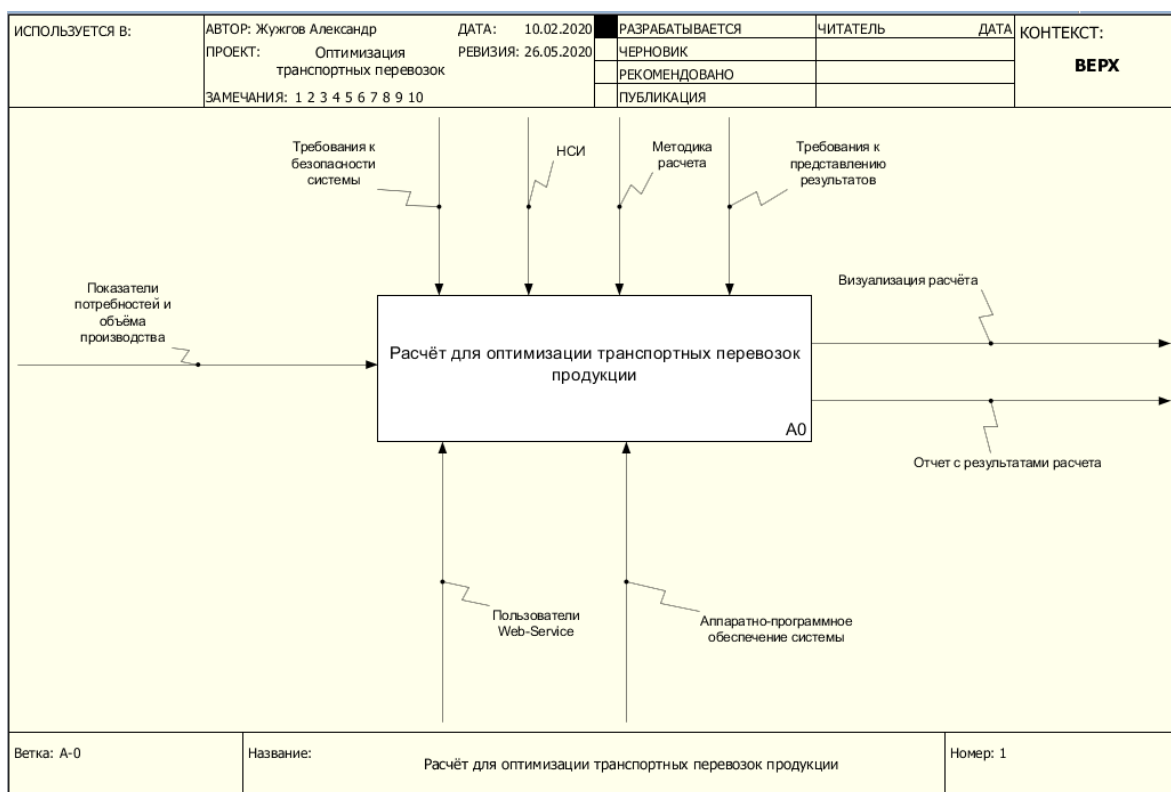 ИСПОЛЬЗУЕТСЯ В:
АВТОР: Жужгов Александр
ДАТА: 10.02.2020
ПРОЕКТ: Оптимизация
транспортных перевозок
РЕВИЗИЯ: 26.05.2020
ЗАМЕЧАНИЯ: 1 2 3 4 5 6 7 8 9 10
РАЗРАБАТЫВАЕТСЯ
ЧЕРНОВИК
РЕКОМЕНДОВАНО
ПУБЛИКАЦИЯ
ЧИТАТЕЛЬ
ДАТА
КОНТЕКСТ:
ВЕРХ
Требования к
безопасности
системы
НСИ
Методика
расчета
Требования к
представлению
результатов
Показатели
потребностей и
объёма
производства
Визуализация расчёта
Расчёт для оптимизации транспортных перевозок
продукции
A0
Отчет с результатами расчета
Пользователи
Web-Service
Аппаратно-программное
обеспечение системы
Ветка: A-0
Название:
Расчёт для оптимизации транспортных перевозок продукции
Номер: 1